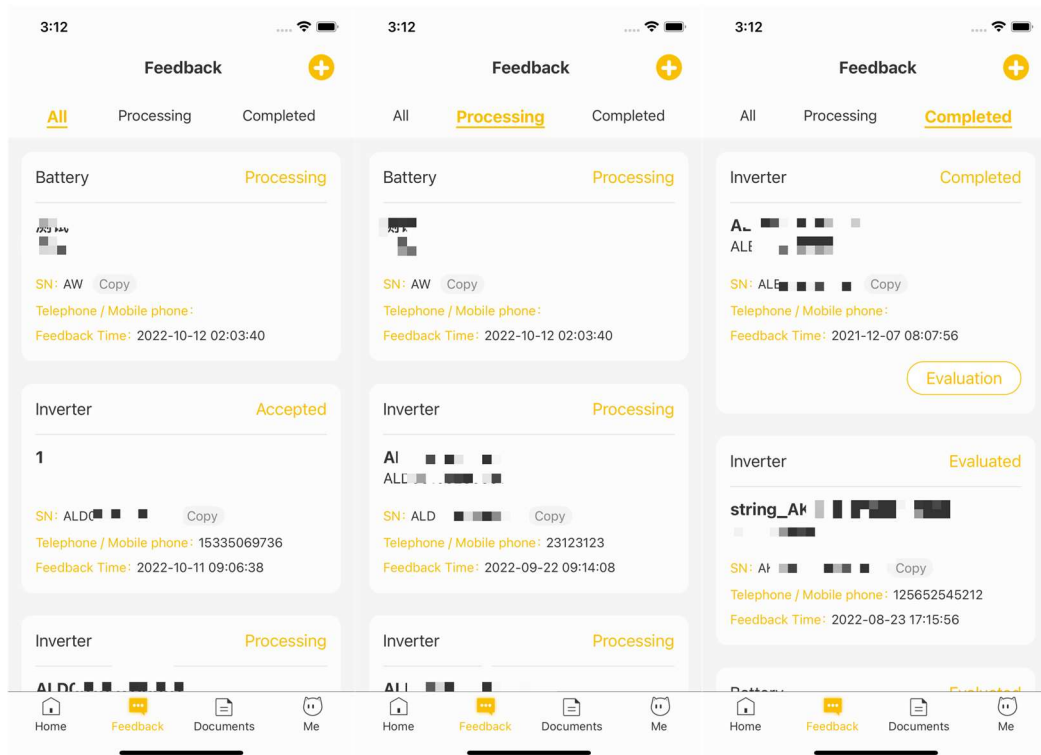 3:12
Feedback
All Processing Completed
Battery Processing
SN: AW Copy
Telephone / Mobile phone:
Feedback Time: 2022-10-12 02:03:40
Inverter Accepted
1
SN: Copy
Telephone / Mobile phone: 15335069736
Feedback Time: 2022-10-11 09:06:38
Inverter Processing
Home Feedback Documents Me
3:12
Feedback
All Processing Completed
Battery Processing
SN: AW Copy
Telephone / Mobile phone:
Feedback Time: 2022-10-12 02:03:40
Inverter Processing
SN: ALD Copy
Telephone / Mobile phone: 23123123
Feedback Time: 2022-09-22 09:14:08
Inverter Processing
Home Feedback Documents Me
3:12
Feedback
All Processing Completed
Inverter Completed
SN: Copy
Telephone / Mobile phone:
Feedback Time: 2021-12-07 08:07:56
Evaluation
Inverter Evaluated
SN: Copy
Telephone / Mobile phone: 125652545212
Feedback Time: 2022-08-23 17:15:56
Home Feedback Documents Me